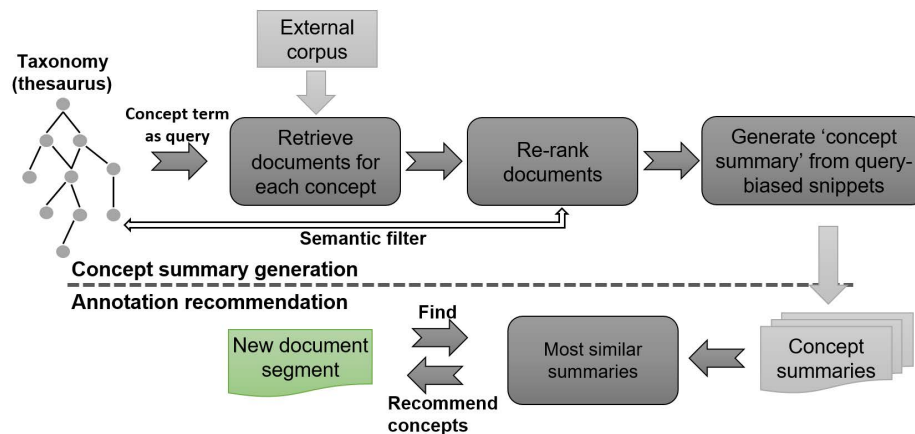 External
corpus
Taxonomy
(thesaurus)
Concept term
as query
Retrieve
documents for
each concept
Re-rank
documents
Generate ‘concept
summary’ from query-
biased snippets
Semantic filter
Concept summary generation
Annotation recommendation
Find
New document
segment
Recommend
concepts
Most similar
summaries
Concept
summaries